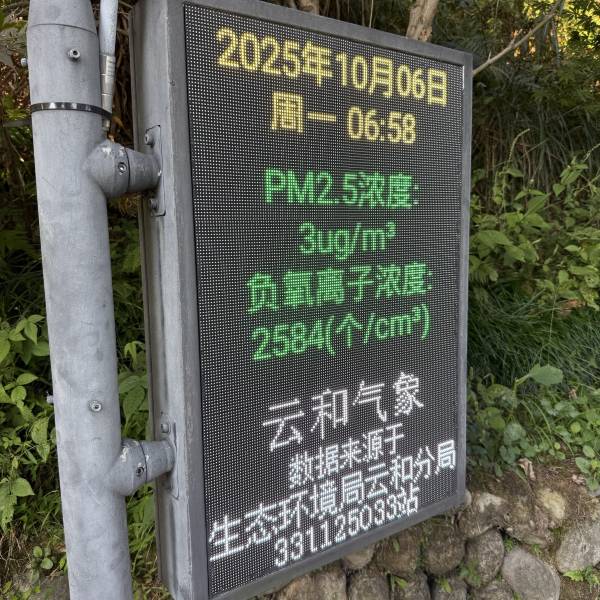 2025年10月06日
周一 06:58
PM2.5浓度:
3ug/m³
负氧离子浓度:
2584(个/cm³)
云和气象
数据来源于
生态环境局云和分局
331125033站